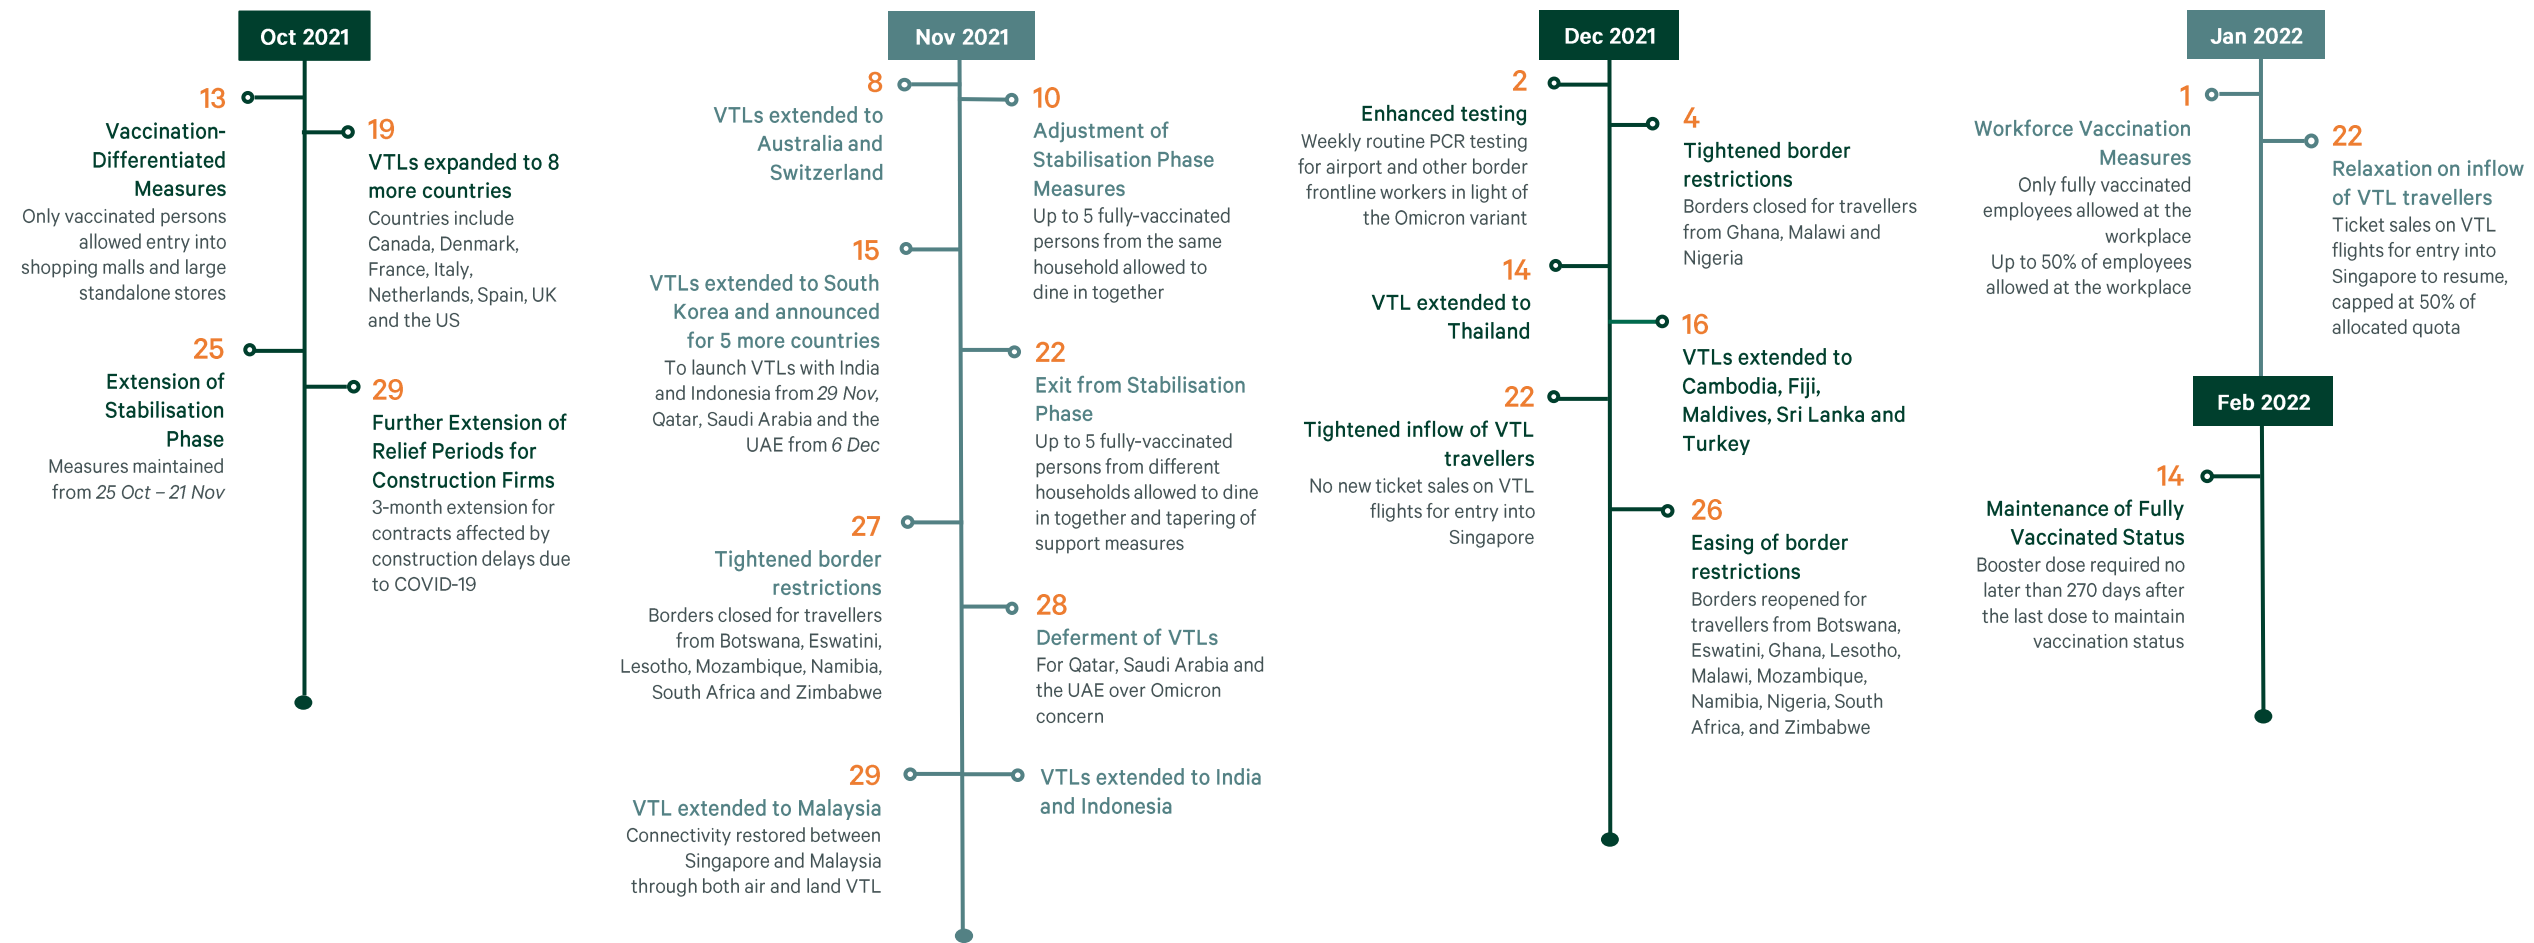 Oct 2021
13
Vaccination-
Differentiated
Measures
Only vaccinated persons
allowed entry into
shopping malls and large
standalone stores
19
VTLs expanded to 8
more countries
Countries include
Canada, Denmark,
France, Italy,
Netherlands, Spain, UK
and the US
25
Extension of
Stabilisation
Phase
Measures maintained
from 25 Oct – 21 Nov
29
Further Extension of
Relief Periods for
Construction Firms
3-month extension for
contracts affected by
construction delays due
to COVID-19
Nov 2021
8
VTLs extended to
Australia and
Switzerland
10
Adjustment of
Stabilisation Phase
Measures
Up to 5 fully-vaccinated
persons from the same
household allowed to
dine in together
15
VTLs extended to South
Korea and announced
for 5 more countries
To launch VTLs with India
and Indonesia from 29 Nov,
Qatar, Saudi Arabia and the
UAE from 6 Dec
22
Exit from Stabilisation
Phase
Up to 5 fully-vaccinated
persons from different
households allowed to dine
in together and tapering of
support measures
27
Tightened border
restrictions
Borders closed for travellers
from Botswana, Eswatini,
Lesotho, Mozambique, Namibia,
South Africa and Zimbabwe
28
Deferment of VTLs
For Qatar, Saudi Arabia and
the UAE over Omicron
concern
29
VTL extended to Malaysia
Connectivity restored between
Singapore and Malaysia
through both air and land VTL
VTLs extended to India
and Indonesia
Dec 2021
2
Enhanced testing
Weekly routine PCR testing
for airport and other border
frontline workers in light of
the Omicron variant
4
Tightened border
restrictions
Borders closed for travellers
from Ghana, Malawi and
Nigeria
14
VTL extended to
Thailand
16
VTLs extended to
Cambodia, Fiji,
Maldives, Sri Lanka and
Turkey
22
Tightened inflow of VTL
travellers
No new ticket sales on VTL
flights for entry into
Singapore
26
Easing of border
restrictions
Borders reopened for
travellers from Botswana,
Eswatini, Ghana, Lesotho,
Malawi, Mozambique,
Namibia, Nigeria, South
Africa, and Zimbabwe
Jan 2022
1
Workforce Vaccination
Measures
Only fully vaccinated
employees allowed at the
workplace
Up to 50% of employees
allowed at the workplace
22
Relaxation on inflow
of VTL travellers
Ticket sales on VTL
flights for entry into
Singapore to resume,
capped at 50% of
allocated quota
Feb 2022
14
Maintenance of Fully
Vaccinated Status
Booster dose required no
later than 270 days after
the last dose to maintain
vaccination status